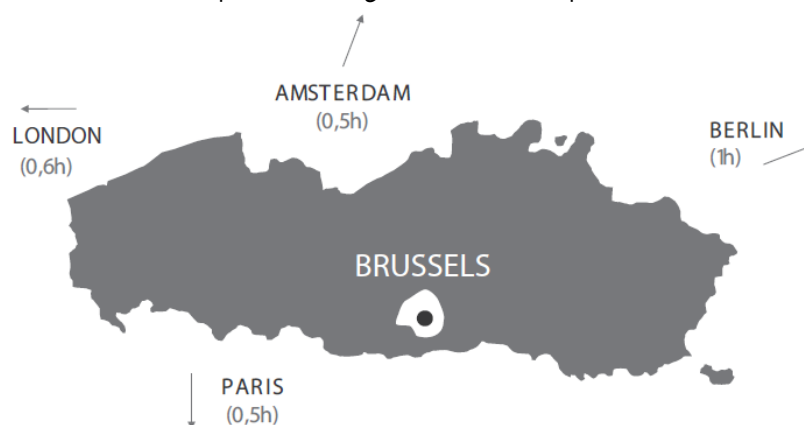 AMSTERDAM
(0,5h)
LONDON
(0,6h)
BERLIN
(1h)
BRUSSELS
PARIS
(0,5h)